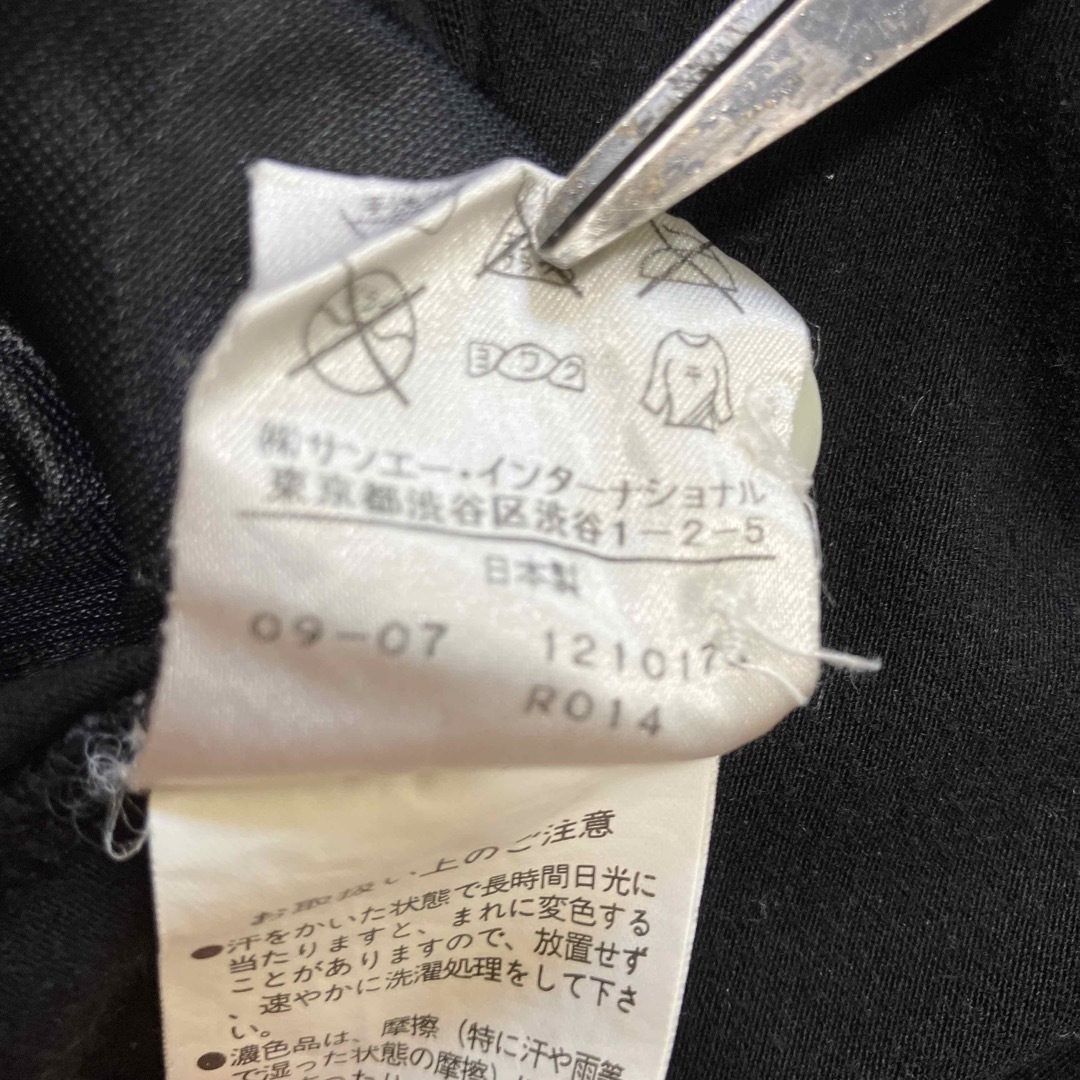 ヨワク
平
㈱サンエー・インターナショナル
東京都渋谷区渋谷1-2-5
日本製
09-07 121017
R014
お取扱い上のご注意
●汗をかいた状態で長時間日光に
当たりますと、まれに変色する
ことがありますので、放置せず
、速やかに洗濯処理をして下さ
い。
●濃色品は、摩擦（特に汗や雨等
で湿った状態の摩擦）